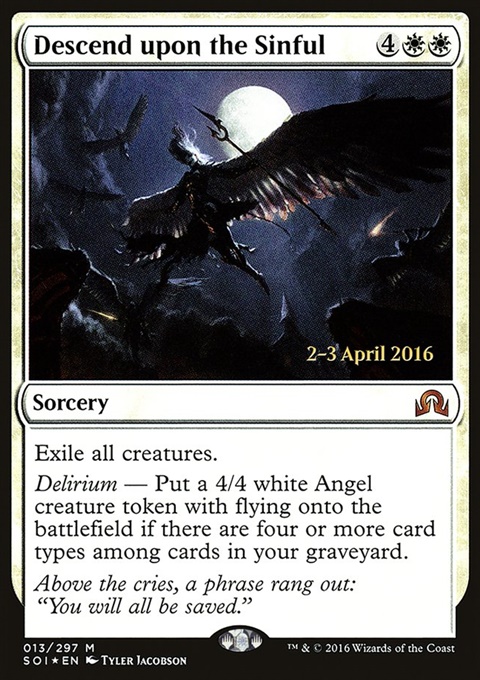 Descend upon the Sinful 4
2–3 April 2016
Sorcery
Exile all creatures.
Delirium — Put a 4/4 white Angel
creature token with flying onto the
battlefield if there are four or more card
types among cards in your graveyard.
Above the cries, a phrase rang out:
“You will all be saved.”
013/297 M
SOI★EN Tyler Jacobson
™ & © 2016 Wizards of the Coast